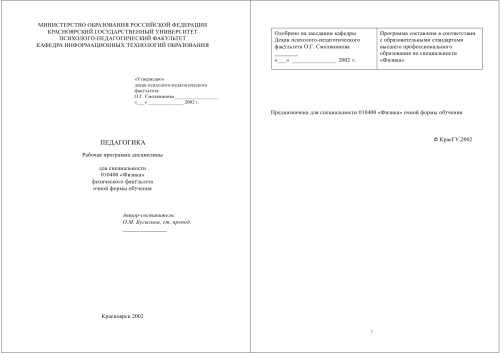 МИНИСТЕРСТВО ОБРАЗОВАНИЯ РОССИЙСКОЙ ФЕДЕРАЦИИ
КРАСНОЯРСКИЙ ГОСУДАРСТВЕННЫЙ УНИВЕРСИТЕТ
ПСИХОЛОГО-ПЕДАГОГИЧЕСКИЙ ФАКУЛЬТЕТ
КАФЕДРА ИНФОРМАЦИОННЫХ ТЕХНОЛОГИЙ ОБРАЗОВАНИЯ
«Утверждаю»
декан психолого-педагогического
факультета
О.Г. Смолянинова _______________
«___» ______________ 2002 г.
ПЕДАГОГИКА
Рабочая программа дисциплины
для специальности
010400 «Физика»
физического факультета
очной формы обучения
Автор-составитель:
О.М. Бусыгина, ст. препод.
________________
Красноярск 2002
Одобрено на заседании кафедры
Декан психолого-педагогического
факультета О.Г. Смолянинова
________
«___» ________________ 2002 г.
Программа составлена в соответствии
с образовательными стандартами
высшего профессионального
образования по специальности
«Физика»
Предназначена для специальности 010400 «Физика» очной формы обучения
© КрасГУ,2002
2